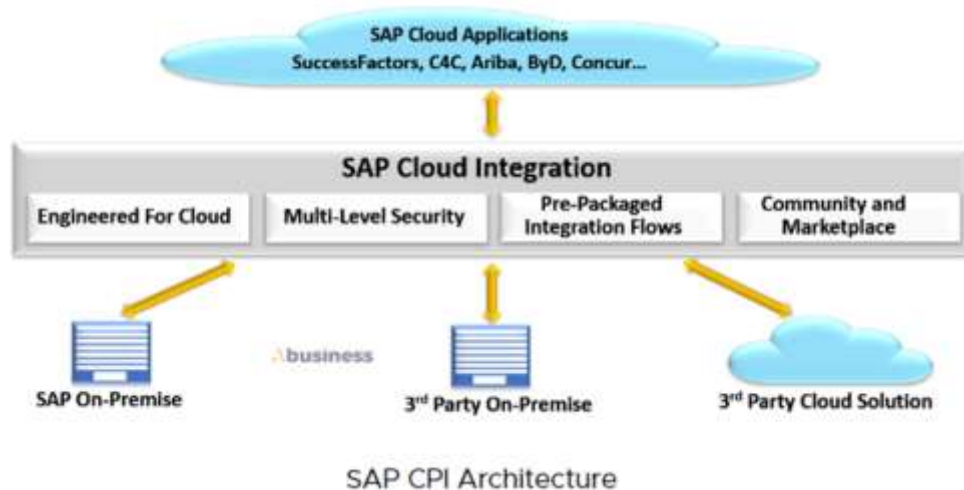 SAP Cloud Applications
SuccessFactors, C4C, Ariba, ByD, Concur...
SAP Cloud Integration
Engineered For Cloud
Multi-Level Security
Pre-Packaged
Integration Flows
Community and
Marketplace
business
SAP On-Premise
3rd Party On-Premise
3rd Party Cloud Solution
SAP CPI Architecture